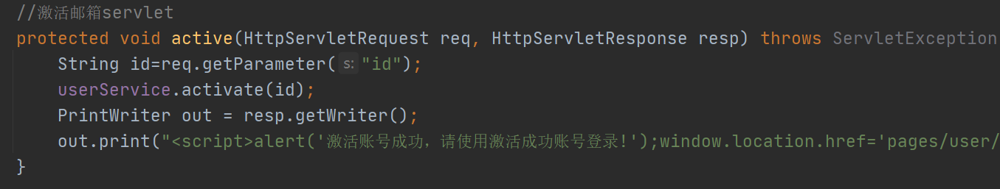 //激活邮箱servlet
protected void active(HttpServletRequest req, HttpServletResponse resp) throws ServletException
String id=req.getParameter( s: "id");
userService.activate(id);
PrintWriter out = resp.getWriter();
out.print("<script>alert('激活账号成功，请使用激活成功账号登录!');window.location.href='pages/user/
}